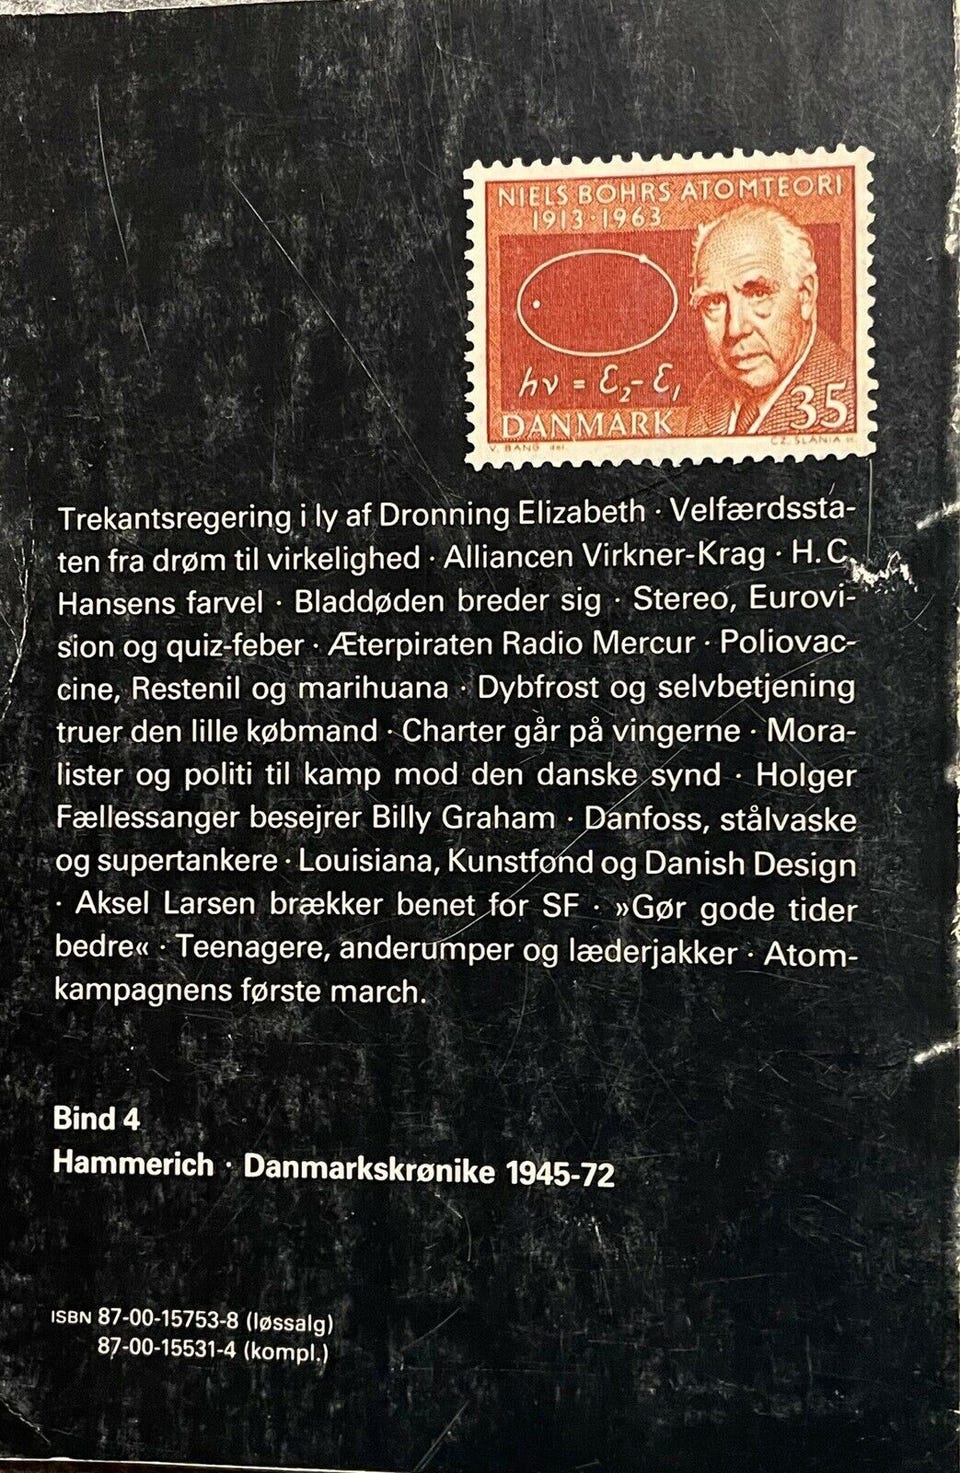 NIELS BOHRS ATOMTEORI
1913·1963
hν = Ɛ₂-Ɛ₁
DANMARK 35
V. BANG del. CZ. SLANIA sc.
Trekantsregering i ly af Dronning Elizabeth · Velfærdssta-
ten fra drøm til virkelighed · Alliancen Virkner-Krag · H.C.
Hansens farvel · Bladdøden breder sig · Stereo, Eurovi-
sion og quiz-feber · Æterpiraten Radio Mercur · Poliovac-
cine, Restenil og marihuana · Dybfrost og selvbetjening
truer den lille købmand · Charter går på vingerne · Mora-
lister og politi til kamp mod den danske synd · Holger
Fællessanger besejrer Billy Graham · Danfoss, stålvaske
og supertankere · Louisiana, Kunstfond og Danish Design
· Aksel Larsen brækker benet for SF · »Gør gode tider
bedre« · Teenagere, anderumper og læderjakker · Atom-
kampagnens første march.
Bind 4
Hammerich · Danmarkskrønike 1945-72
ISBN 87-00-15753-8 (løssalg)
87-00-15531-4 (kompl.)